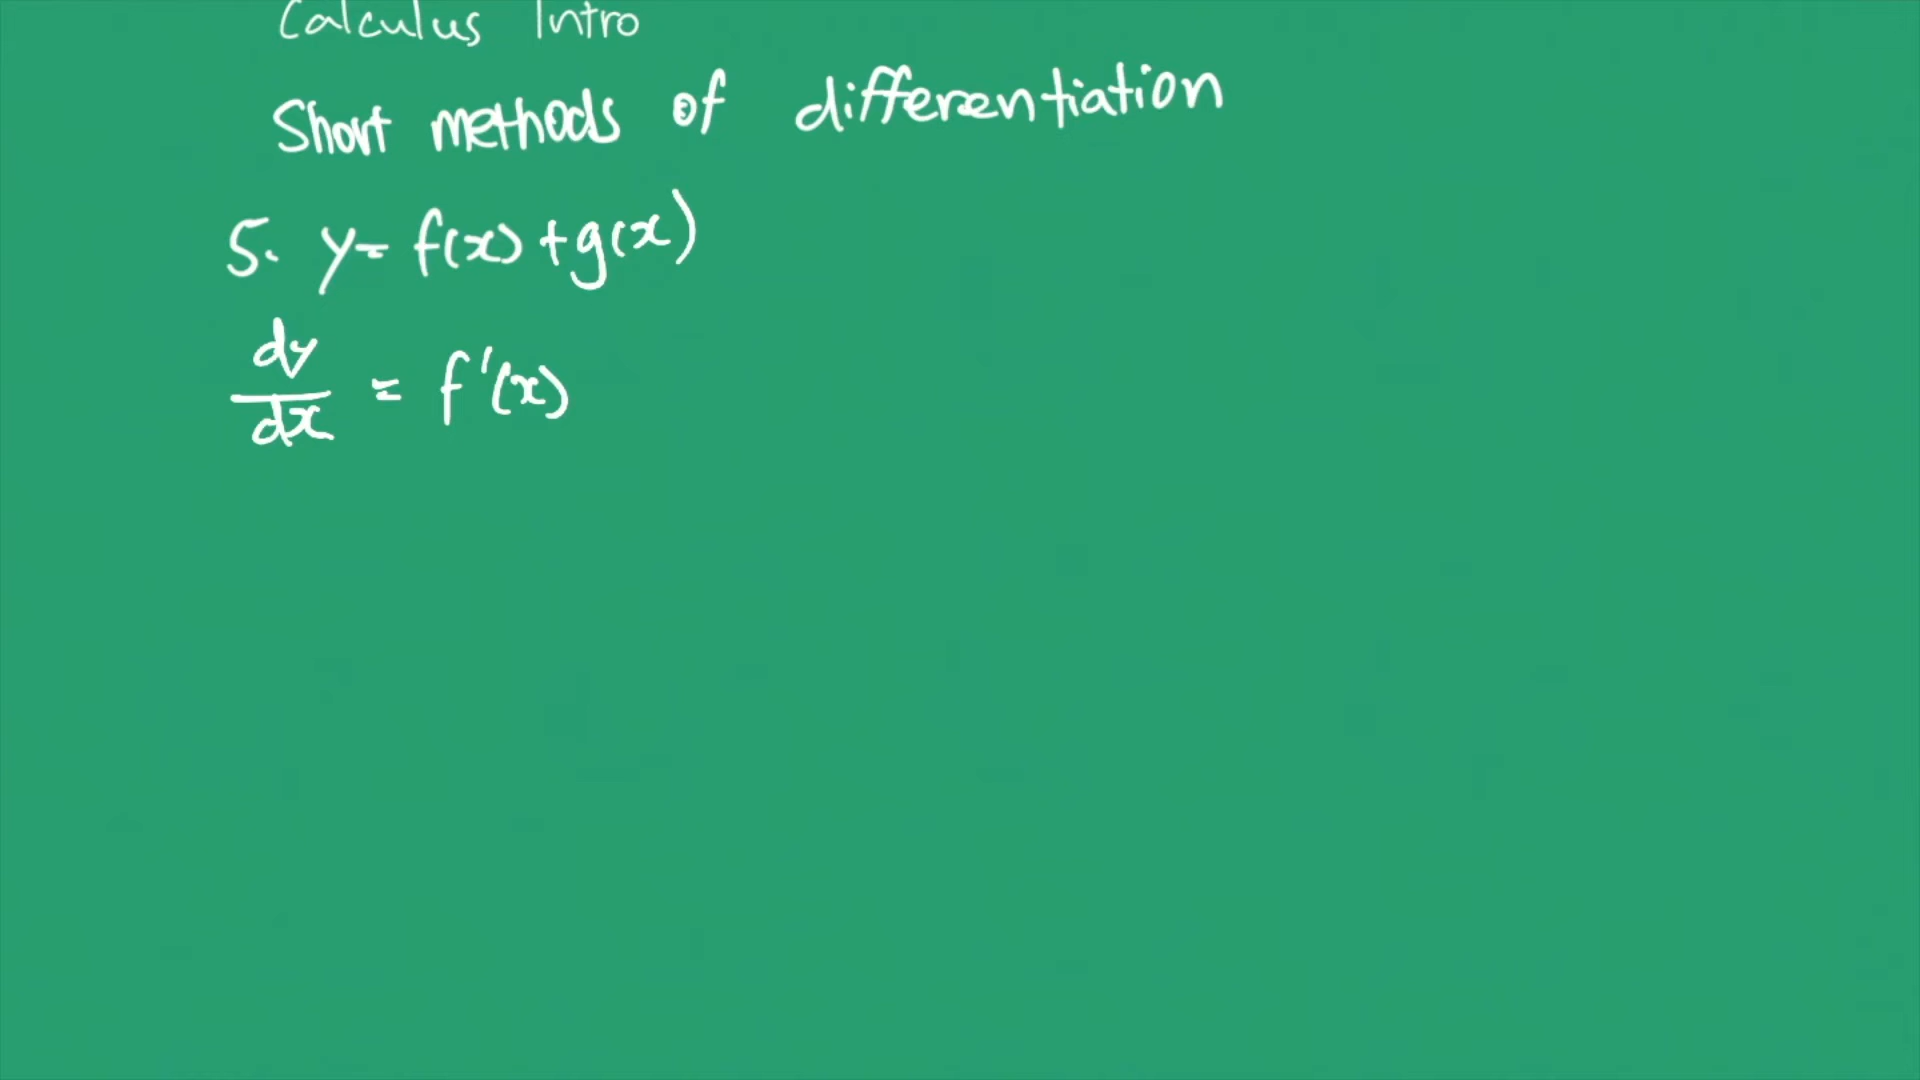 Calculus Intro
Short methods of differentiation
5. y = f(x) + g(x)
dy/dx = f'(x)